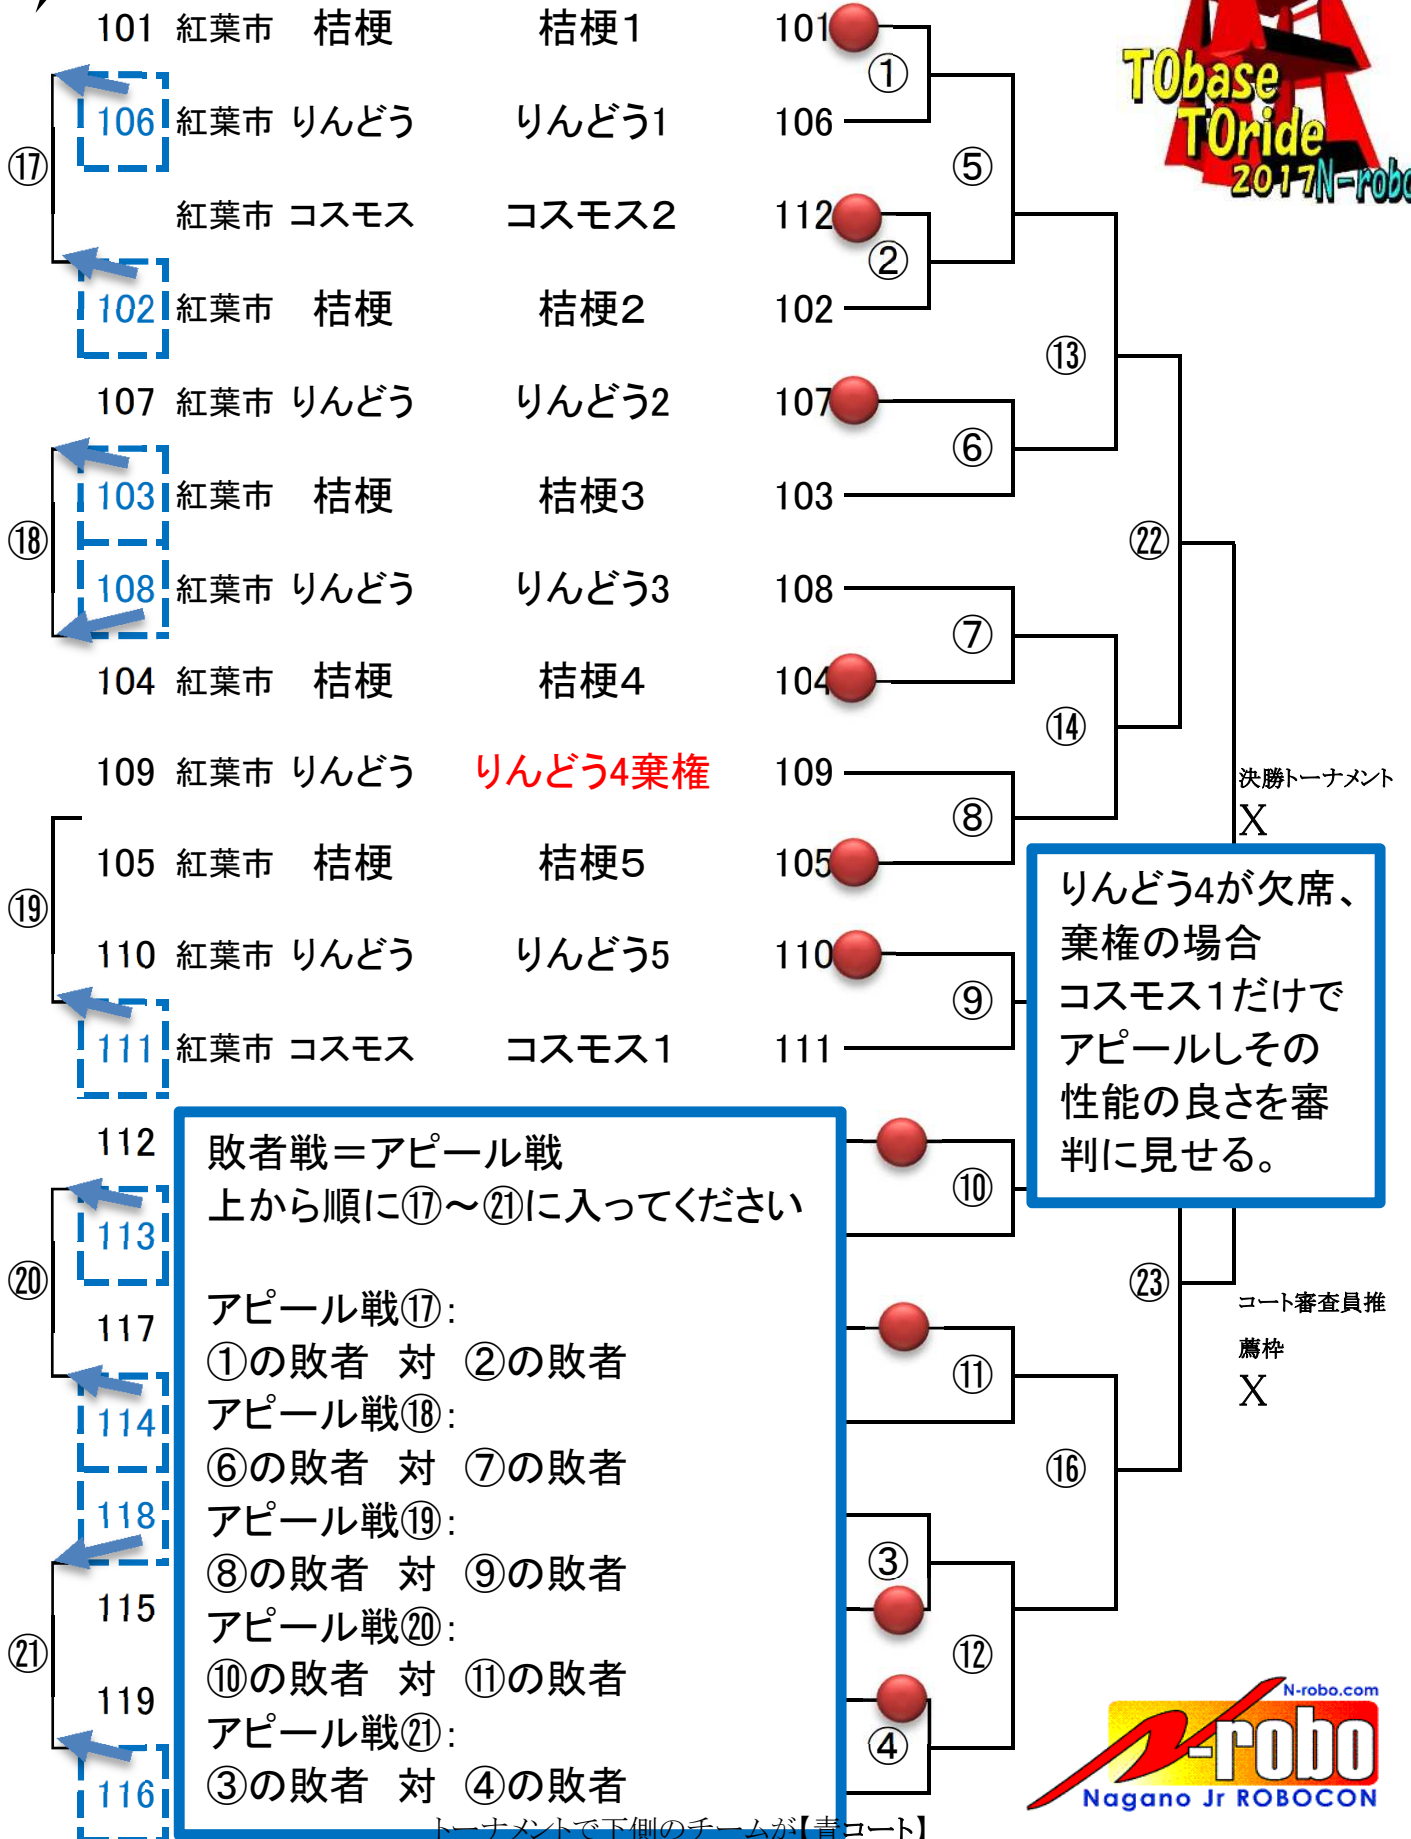 101 紅葉市 桔梗 桔梗1 101
①
106 紅葉市 りんどう りんどう1 106
⑰
⑤
紅葉市 コスモス コスモス2 112
②
102 紅葉市 桔梗 桔梗2 102
⑬
107 紅葉市 りんどう りんどう2 107
⑥
103 紅葉市 桔梗 桔梗3 103
⑱
㉒
108 紅葉市 りんどう りんどう3 108
⑦
104 紅葉市 桔梗 桔梗4 104
⑭
109 紅葉市 りんどう りんどう4棄権 109
⑧
105 紅葉市 桔梗 桔梗5 105
⑲
110 紅葉市 りんどう りんどう5 110
⑨
111 紅葉市 コスモス コスモス1 111
TObase
TOride
2017N-robo
決勝トーナメント
X
りんどう4が欠席、
棄権の場合
コスモス1だけで
アピールしその
性能の良さを審
判に見せる。
112
113
⑳
117
114
118
115
㉑
119
116
敗者戦=アピール戦
上から順に⑰~㉑に入ってください
アピール戦⑰:
①の敗者 対 ②の敗者
アピール戦⑱:
⑥の敗者 対 ⑦の敗者
アピール戦⑲:
⑧の敗者 対 ⑨の敗者
アピール戦⑳:
⑩の敗者 対 ⑪の敗者
アピール戦㉑:
③の敗者 対 ④の敗者
⑩
㉓
⑪
⑯
③
⑫
④
コート審査員推
薦枠
X
N-robo.com
N-robo
Nagano Jr ROBOCON
トーナメントで下側のチームが【青コート】